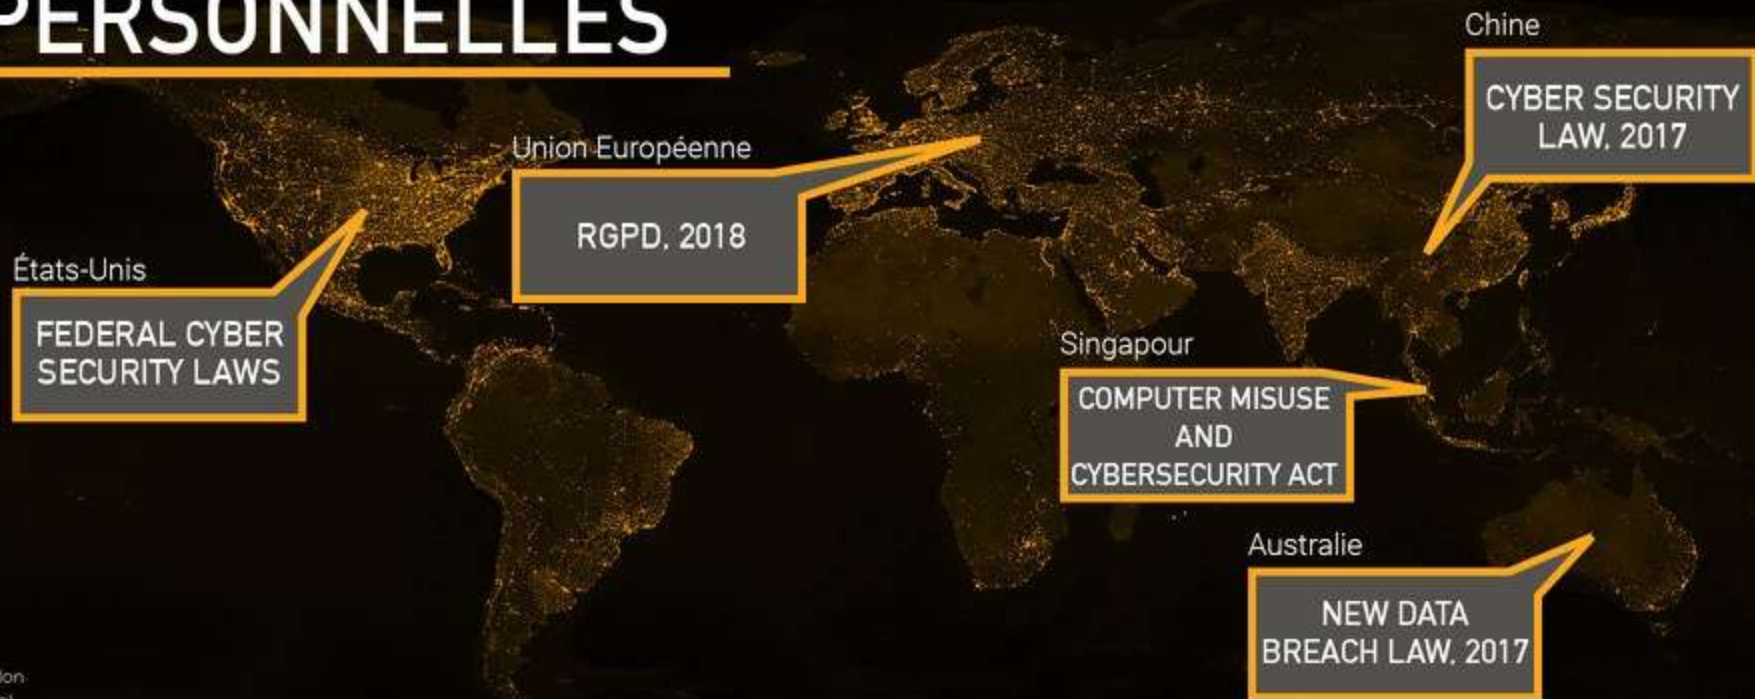 PERSONNELLES
Chine
CYBER SECURITY
LAW, 2017
Union Européenne
RGPD, 2018
États-Unis
FEDERAL CYBER
SECURITY LAWS
Singapour
COMPUTER MISUSE
AND
CYBERSECURITY ACT
Australie
NEW DATA
BREACH LAW, 2017